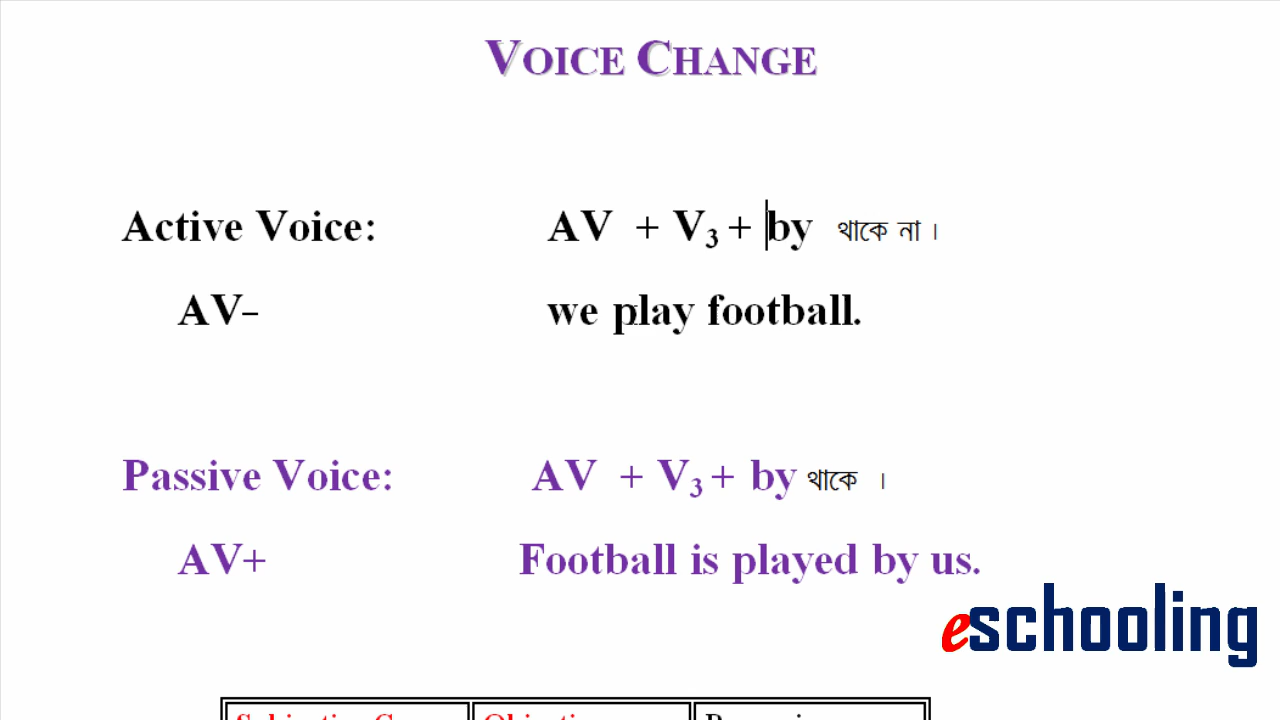 VOICE CHANGE
Active Voice: AV + V3 + by থাকে না ।
AV- we play football.
Passive Voice: AV + V3 + by থাকে ।
AV+ Football is played by us.
eschooling